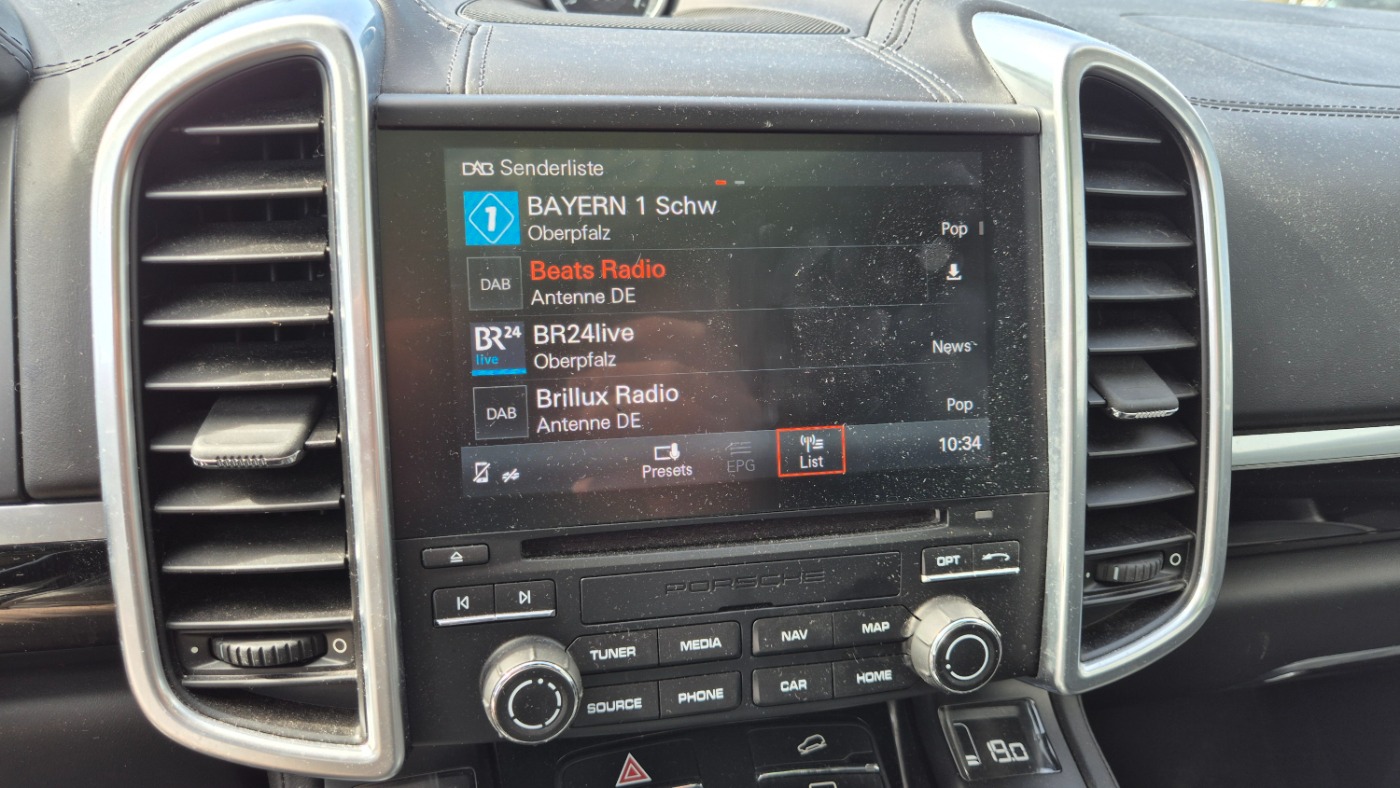 DAB Senderliste
1
BAYERN 1 Schw
Oberpfalz
Pop
DAB
Beats Radio
Antenne DE
BR24
live
BR24live
Oberpfalz
News
DAB
Brillux Radio
Antenne DE
Pop
Presets
EPG
List
10:34
OPT
PORSCHE
TUNER
MEDIA
NAV
MAP
SOURCE
PHONE
CAR
HOME
19.0